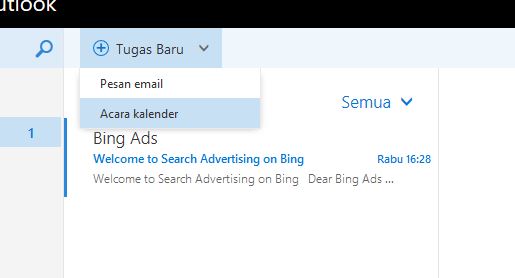 utlook
Tugas Baru
Pesan email
Acara kalender
Semua
1
Bing Ads
Welcome to Search Advertising on Bing Rabu 16:28
Welcome to Search Advertising on Bing Dear Bing Ads ...